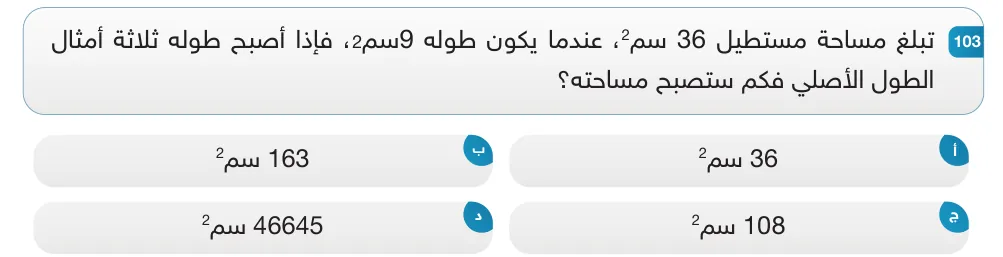 103 تبلغ مساحة مستطيل 36 سم²، عندما يكون طوله 9سم2، فإذا أصبح طوله ثلاثة أمثال
الطول الأصلي فكم ستصبح مساحته؟
أ 36 سم²
ب 163 سم²
ج 108 سم²
د 46645 سم²